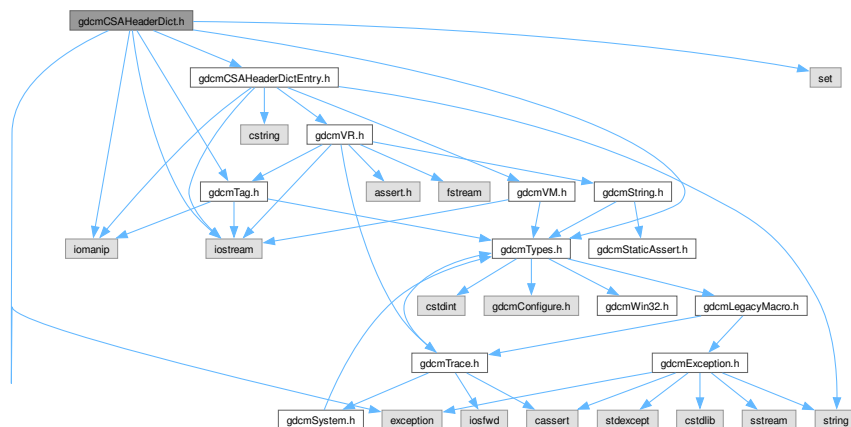 gdcmCSAHeaderDict.h
gdcmCSAHeaderDictEntry.h
set
cstring
gdcmVR.h
gdcmTag.h
assert.h
fstream
gdcmVM.h
gdcmString.h
iomanip
iostream
gdcmTypes.h
gdcmStaticAssert.h
cstdint
gdcmConfigure.h
gdcmWin32.h
gdcmLegacyMacro.h
gdcmTrace.h
gdcmException.h
gdcmSystem.h
exception
iosfwd
cassert
stdexcept
cstdlib
sstream
string